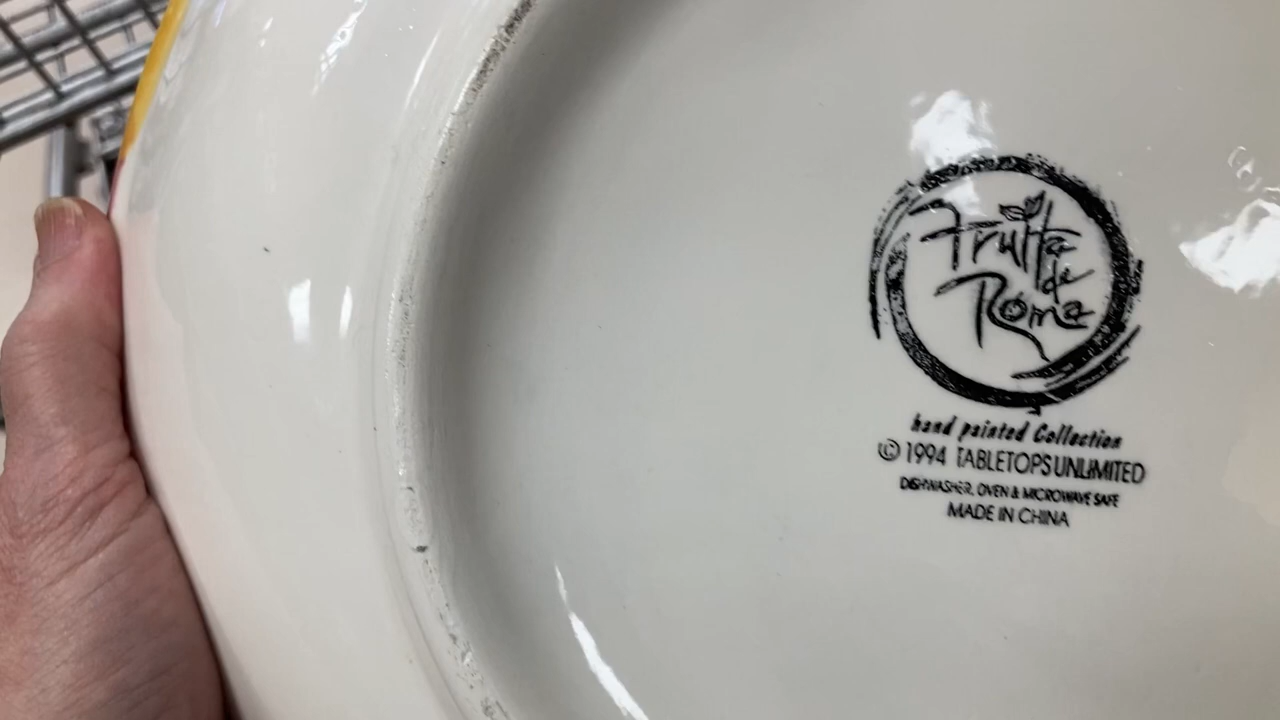 Frutta
de
Roma
hand painted Collection
© 1994 TABLETOPS UNLIMITED
DISHWASHER, OVEN & MICROWAVE SAFE
MADE IN CHINA